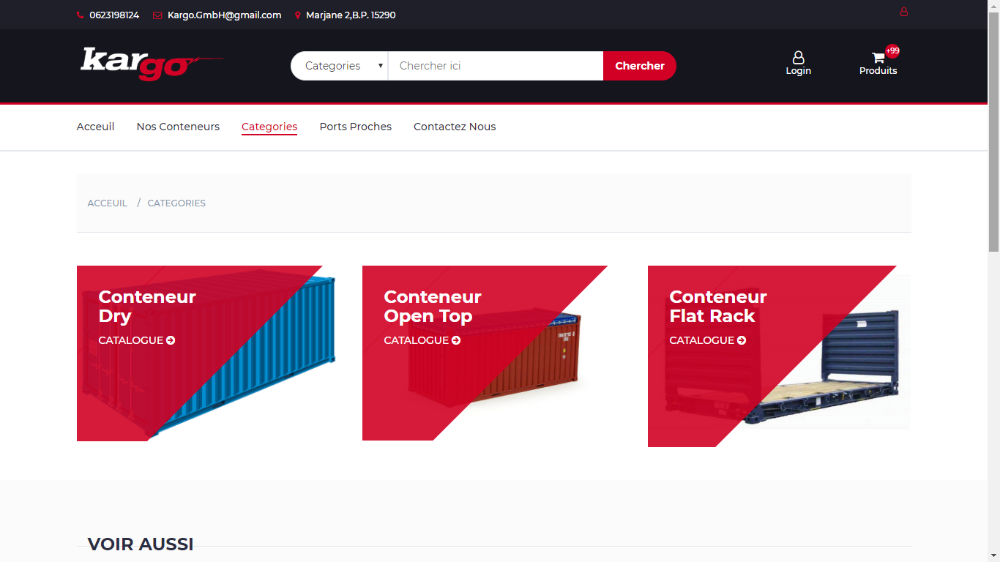 0623198124 Kargo.GmbH@gmail.com Marjane 2,B.P. 15290
kargo
Categories Chercher ici Chercher
+99
Login Produits
Acceuil Nos Conteneurs Categories Ports Proches Contactez Nous
ACCEUIL / CATEGORIES
Conteneur
Dry
CATALOGUE
Conteneur
Open Top
CATALOGUE
Conteneur
Flat Rack
CATALOGUE
VOIR AUSSI